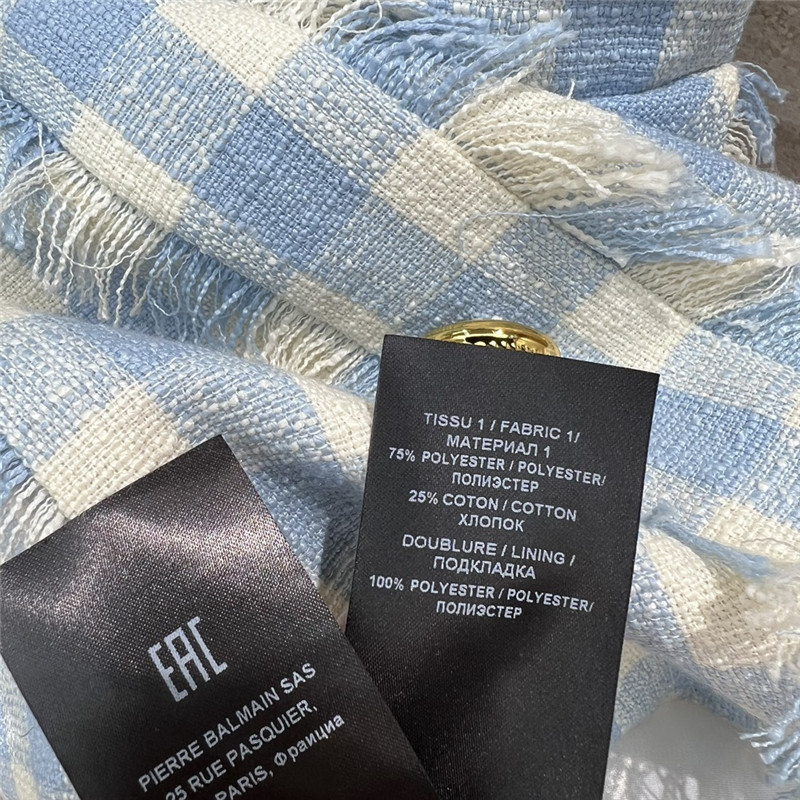 TISSU 1 / FABRIC 1/
МАТЕРИАЛ 1
75% POLYESTER / POLYESTER/
ПОЛИЭСТЕР
25% COTON / COTTON
ХЛОПОК
DOUBLURE / LINING /
ПОДКЛАДКА
100% POLYESTER / POLYESTER/
ПОЛИЭСТЕР
EAC
PIERRE BALMAIN SAS
25 RUE PASQUIER,
PARIS, Франция